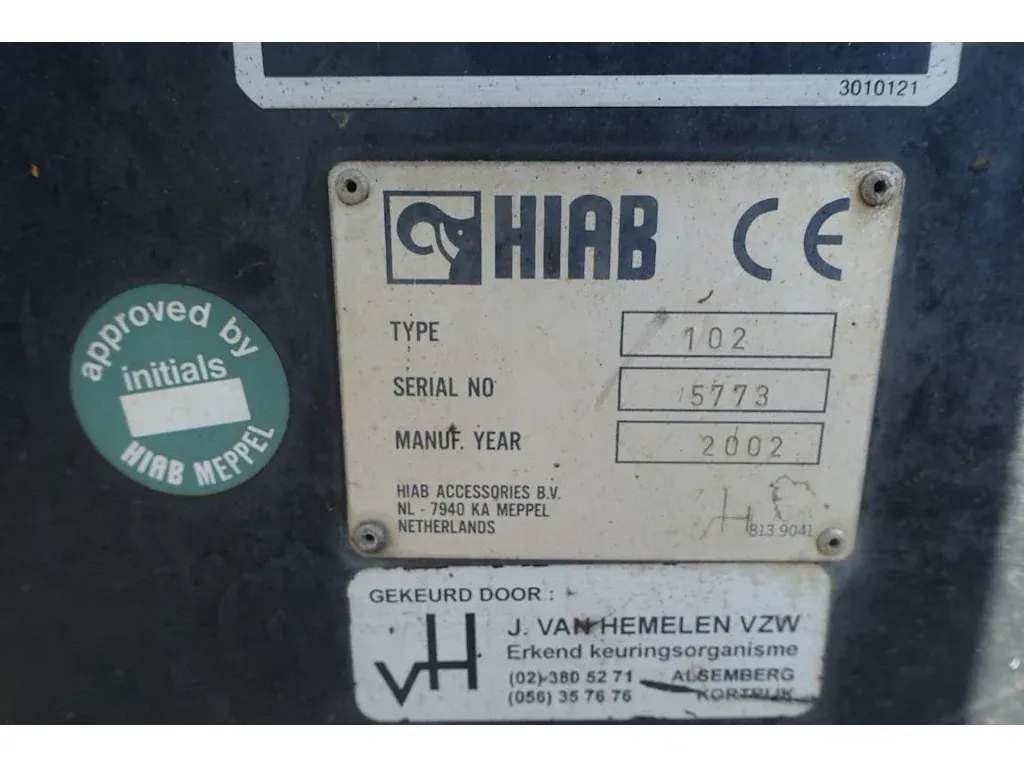 3010121
HIAB CE
TYPE 102
SERIAL NO 5773
MANUF. YEAR 2002
HIAB ACCESSORIES B.V.
NL - 7940 KA MEPPEL
NETHERLANDS
813 9041
approved by
initials
HIAB MEPPEL
GEKEURD DOOR :
vH
J. VAN HEMELEN VZW
Erkend keuringsorganisme
(02) 380 52 71 ALSEMBERG
(056) 35 76 76 KORTRIJK